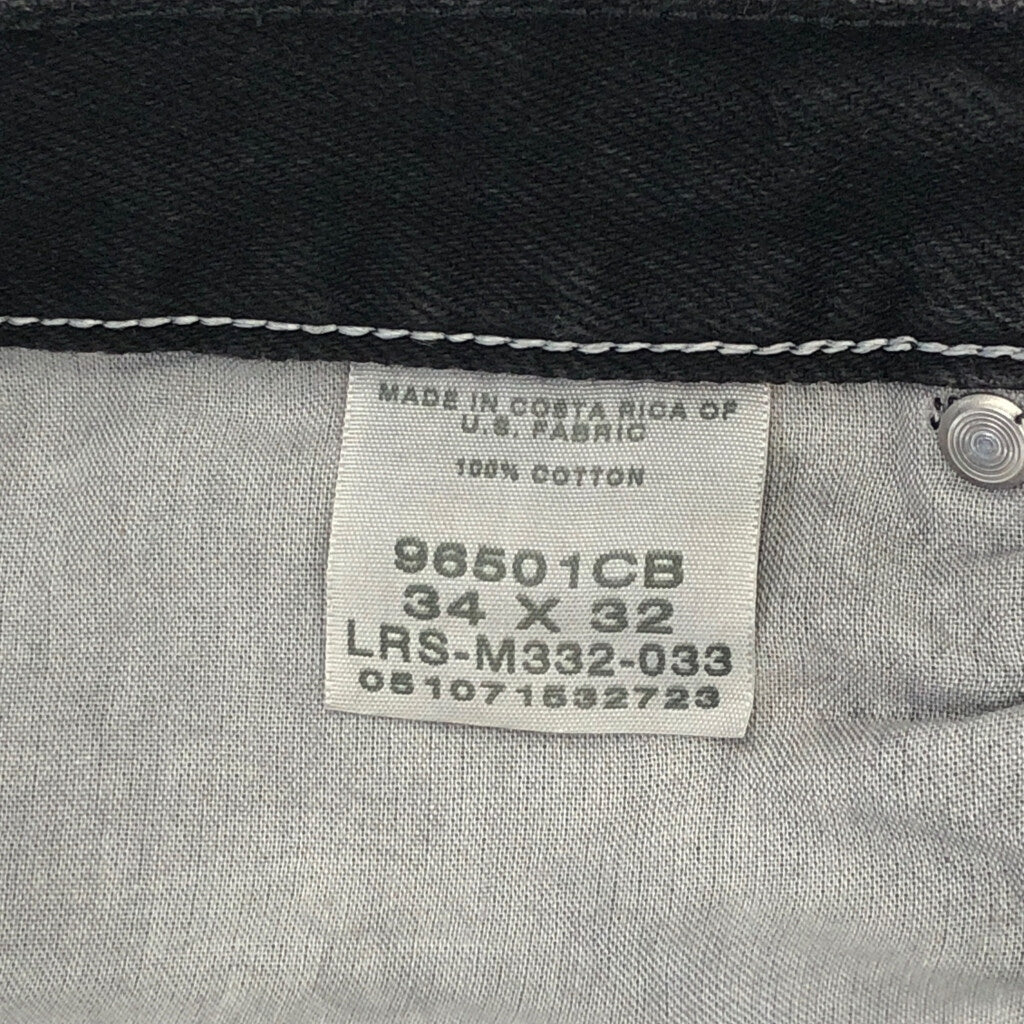 MADE IN COSTA RICA OF
U.S. FABRIC
100% COTTON
96501CB
34 X 32
LRS-M332-033
051071532723